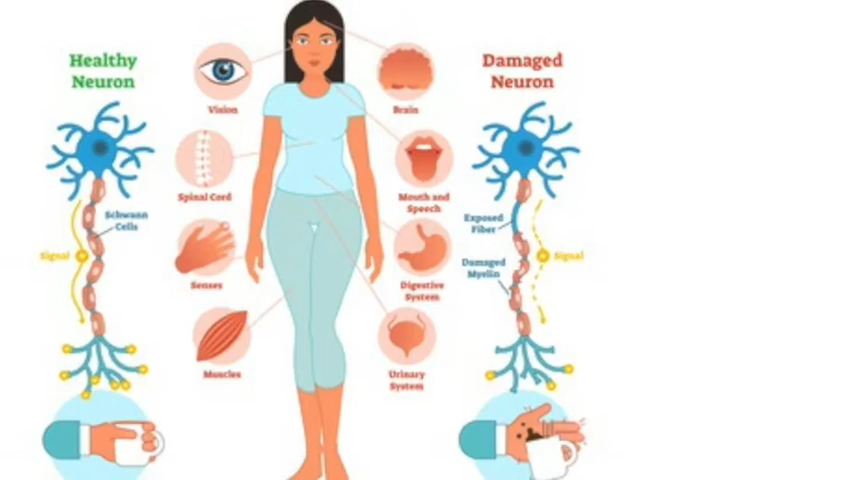 Healthy
Neuron
Damaged
Neuron
Vision
Brain
Spinal Cord
Mouth and
Speech
Schwann
Cells
Exposed
Fiber
Signal
Signal
Damaged
Myelin
Senses
Digestive
System
Muscles
Urinary
System